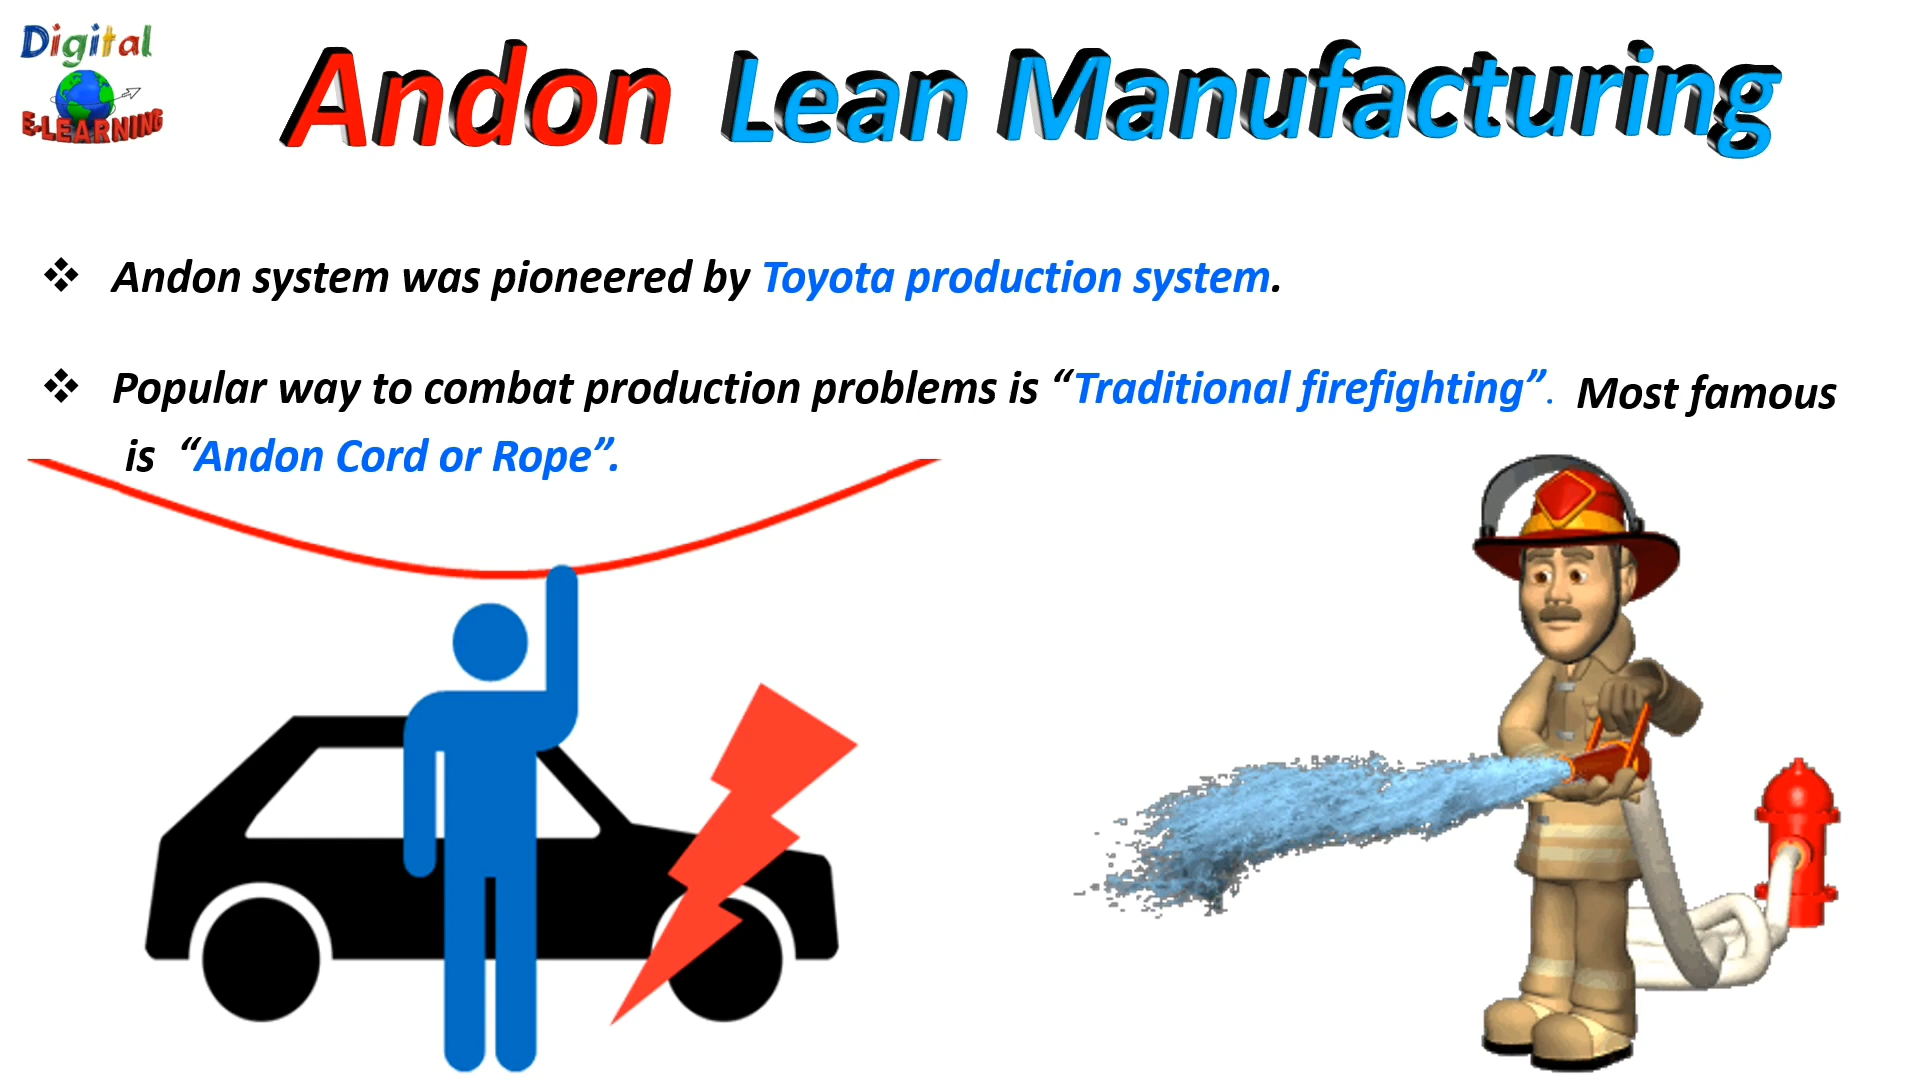 Digital
E-LEARNING
Andon Lean Manufacturing
❖ Andon system was pioneered by Toyota production system.
❖ Popular way to combat production problems is “Traditional firefighting”. Most famous
is “Andon Cord or Rope”.